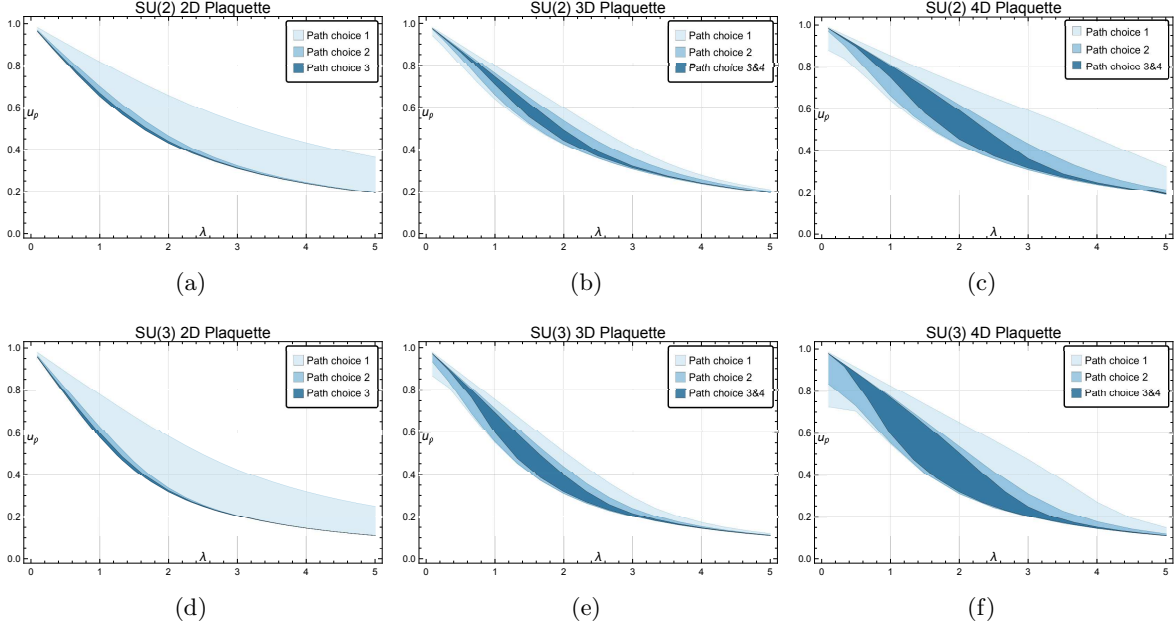 SU(2) 2D Plaquette
1.0
0.8
0.6
u_p
0.4
0.2
0.0
0 1 2 3 4 5
λ
Path choice 1
Path choice 2
Path choice 3
(a)
SU(2) 3D Plaquette
1.0
0.8
0.6
u_p
0.4
0.2
0.0
0 1 2 3 4 5
λ
Path choice 1
Path choice 2
Path choice 3&4
(b)
SU(2) 4D Plaquette
1.0
0.8
0.6
u_p
0.4
0.2
0.0
0 1 2 3 4 5
λ
Path choice 1
Path choice 2
Path choice 3&4
(c)
SU(3) 2D Plaquette
1.0
0.8
0.6
u_p
0.4
0.2
0.0
0 1 2 3 4 5
λ
Path choice 1
Path choice 2
Path choice 3
(d)
SU(3) 3D Plaquette
1.0
0.8
0.6
u_p
0.4
0.2
0.0
0 1 2 3 4 5
λ
Path choice 1
Path choice 2
Path choice 3&4
(e)
SU(3) 4D Plaquette
1.0
0.8
0.6
u_p
0.4
0.2
0.0
0 1 2 3 4 5
λ
Path choice 1
Path choice 2
Path choice 3&4
(f)